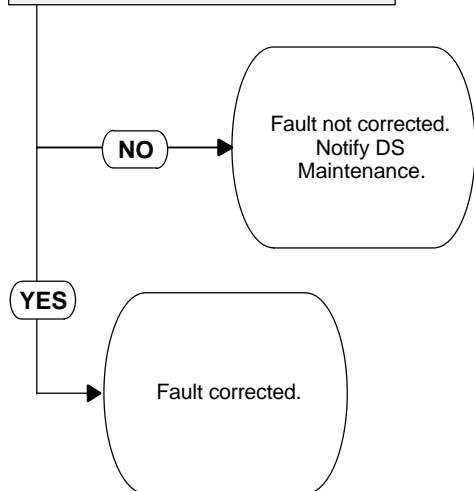 NO
Fault not corrected.
Notify DS
Maintenance.
YES
Fault corrected.